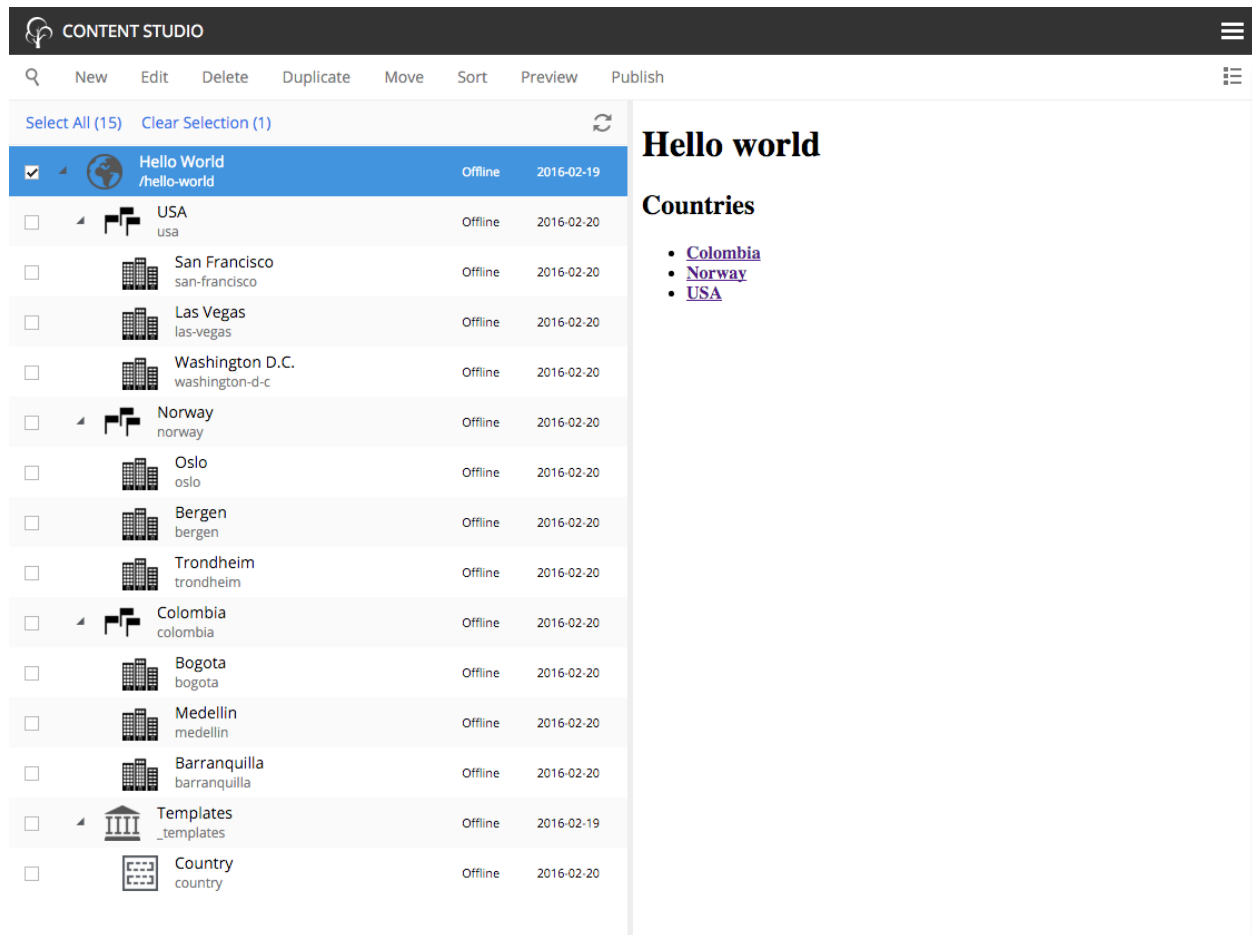 CONTENT STUDIO
New Edit Delete Duplicate Move Sort Preview Publish
Select All (15) Clear Selection (1)
Hello World
/hello-world
Offline 2016-02-19
USA
usa
Offline 2016-02-20
San Francisco
san-francisco
Offline 2016-02-20
Las Vegas
las-vegas
Offline 2016-02-20
Washington D.C.
washington-d-c
Offline 2016-02-20
Norway
norway
Offline 2016-02-20
Oslo
oslo
Offline 2016-02-20
Bergen
bergen
Offline 2016-02-20
Trondheim
trondheim
Offline 2016-02-20
Colombia
colombia
Offline 2016-02-20
Bogota
bogota
Offline 2016-02-20
Medellin
medellin
Offline 2016-02-20
Barranquilla
barranquilla
Offline 2016-02-20
Templates
_templates
Offline 2016-02-19
Country
country
Offline 2016-02-20
Hello world
Countries
Colombia
Norway
USA